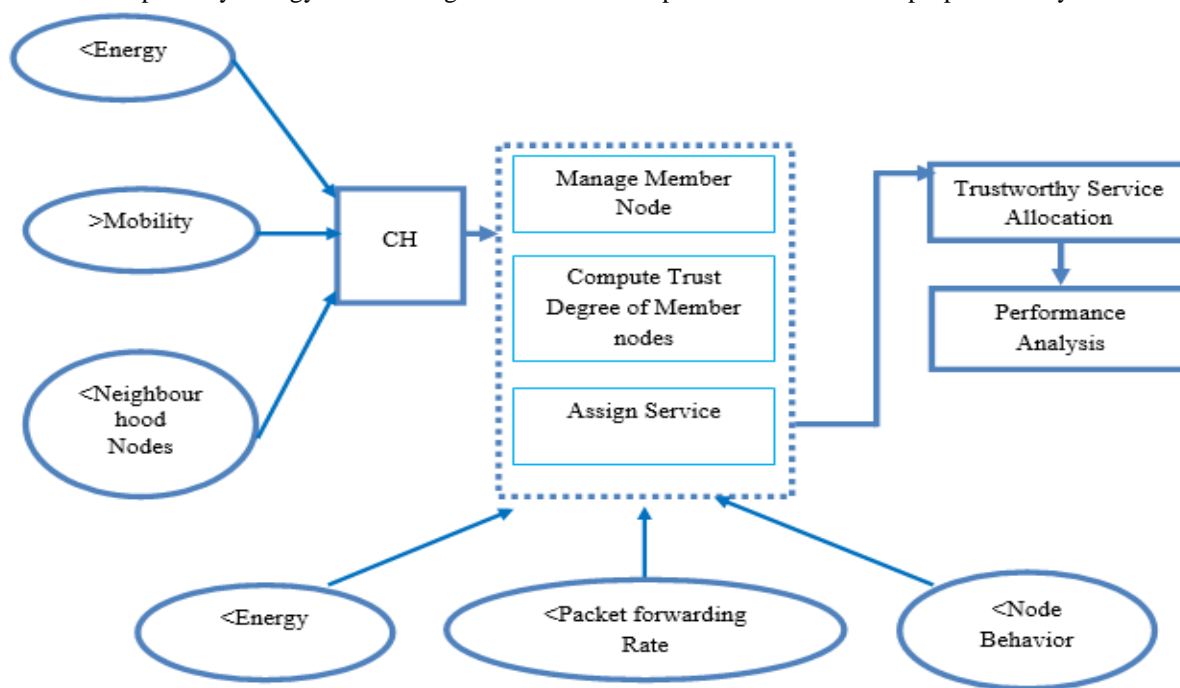 <Energy
>Mobility
<Neighbour
hood
Nodes
CH
Manage Member
Node
Compute Trust
Degree of Member
nodes
Assign Service
Trustworthy Service
Allocation
Performance
Analysis
<Energy
<Packet forwarding
Rate
<Node
Behavior